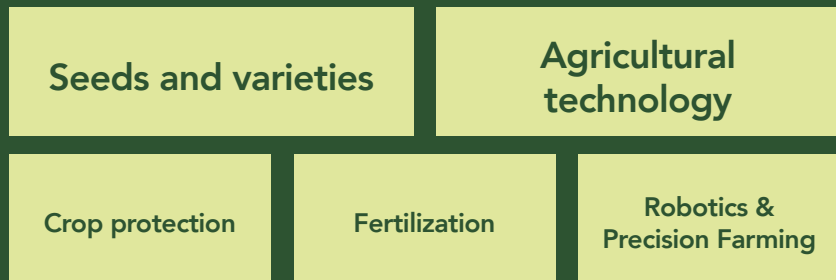 Seeds and varieties
Agricultural
technology
Crop protection
Fertilization
Robotics &
Precision Farming